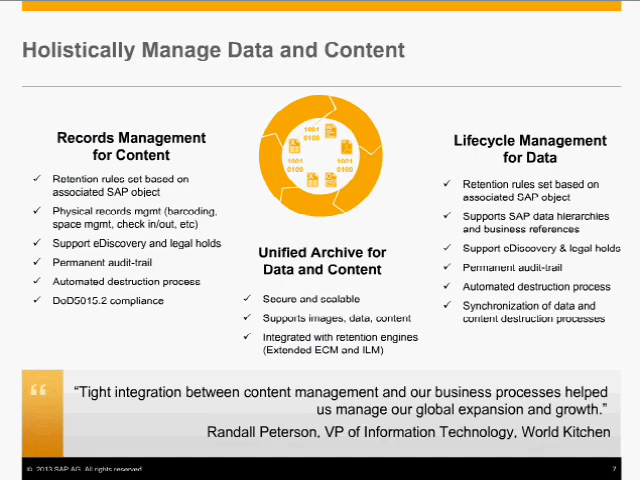 Holistically Manage Data and Content
Records Management
for Content
✓ Retention rules set based on
associated SAP object
✓ Physical records mgmt (barcoding,
space mgmt, check in/out, etc)
✓ Support eDiscovery and legal holds
✓ Permanent audit-trail
✓ Automated destruction process
✓ DoD5015.2 compliance
1001
0100
1001
0100
1001
0100
Unified Archive for
Data and Content
✓ Secure and scalable
✓ Supports images, data, content
✓ Integrated with retention engines
(Extended ECM and ILM)
Lifecycle Management
for Data
✓ Retention rules set based on
associated SAP object
✓ Supports SAP data hierarchies
and business references
✓ Support eDiscovery & legal holds
✓ Permanent audit-trail
✓ Automated destruction process
✓ Synchronization of data and
content destruction processes
“Tight integration between content management and our business processes helped
us manage our global expansion and growth.”
Randall Peterson, VP of Information Technology, World Kitchen
© 2013 SAP AG. All rights reserved.
7